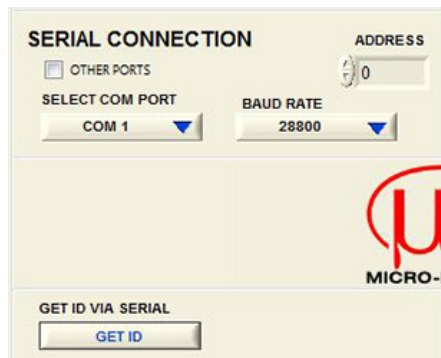 SERIAL CONNECTION
ADDRESS
OTHER PORTS
0
SELECT COM PORT
BAUD RATE
COM 1
28800
µ
MICRO-
GET ID VIA SERIAL
GET ID